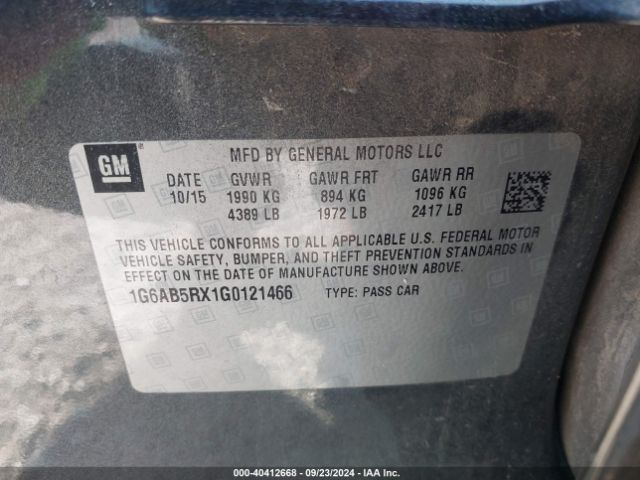 GM
MFD BY GENERAL MOTORS LLC
DATE GVWR GAWR FRT GAWR RR
10/15 1990 KG 894 KG 1096 KG
4389 LB 1972 LB 2417 LB
THIS VEHICLE CONFORMS TO ALL APPLICABLE U.S. FEDERAL MOTOR
VEHICLE SAFETY, BUMPER, AND THEFT PREVENTION STANDARDS IN
EFFECT ON THE DATE OF MANUFACTURE SHOWN ABOVE.
1G6AB5RX1G0121466 TYPE: PASS CAR
000-40412668 - 09/23/2024 - IAA Inc.